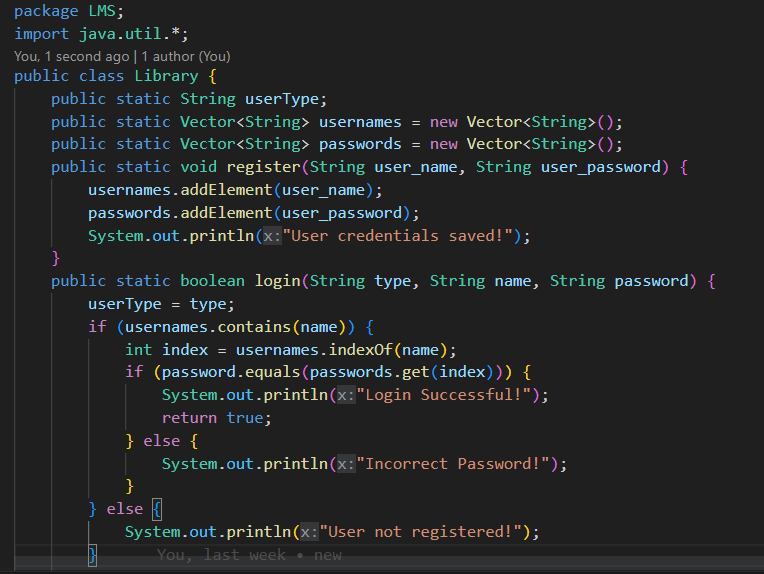 package LMS;
import java.util.*;
You, 1 second ago | 1 author (You)
public class Library {
    public static String userType;
    public static Vector<String> usernames = new Vector<String>();
    public static Vector<String> passwords = new Vector<String>();
    public static void register(String user_name, String user_password) {
        usernames.addElement(user_name);
        passwords.addElement(user_password);
        System.out.println(x:"User credentials saved!");
    }
    public static boolean login(String type, String name, String password) {
        userType = type;
        if (usernames.contains(name)) {
            int index = usernames.indexOf(name);
            if (password.equals(passwords.get(index))) {
                System.out.println(x:"Login Successful!");
                return true;
            } else {
                System.out.println(x:"Incorrect Password!");
            }
        } else {
            System.out.println(x:"User not registered!");
        }      You, last week • new